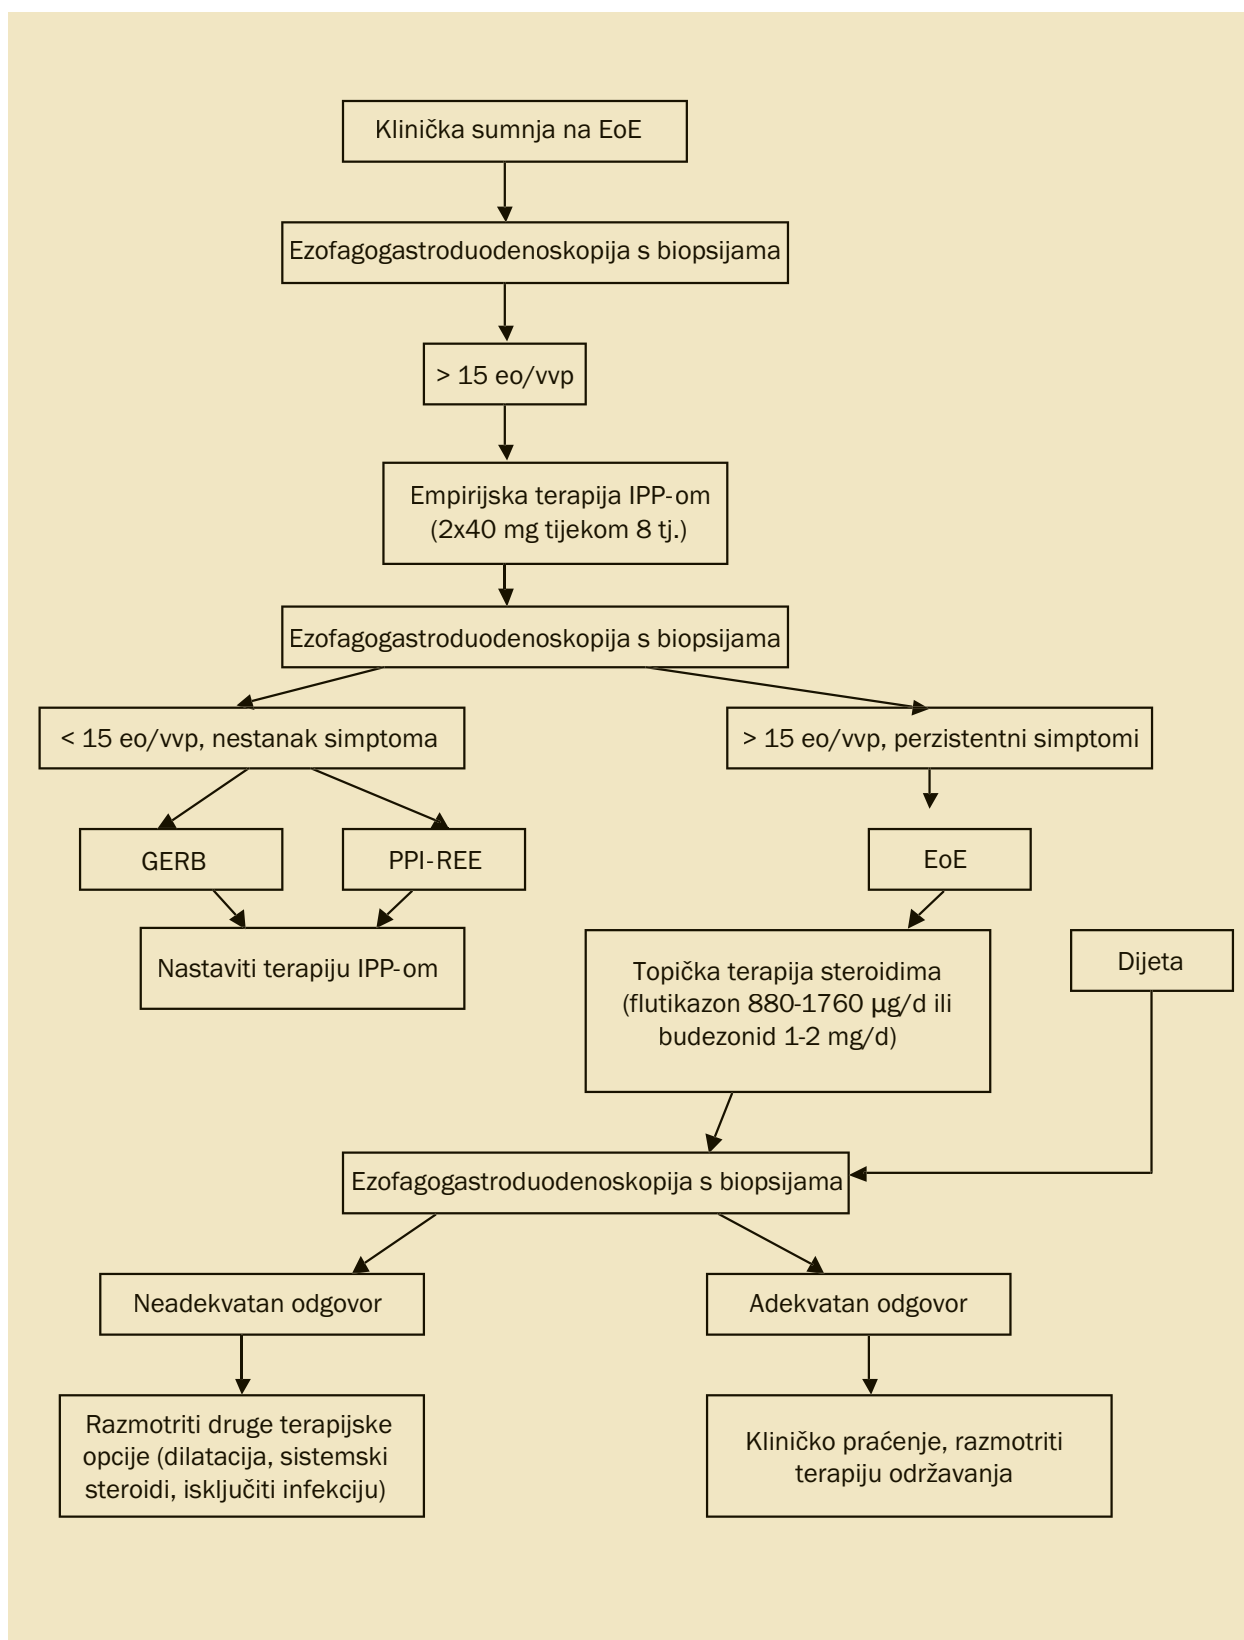 Klinička sumnja na EoE
Ezofagogastroduodenoskopija s biopsijama
> 15 eo/vvp
Empirijska terapija IPP-om
(2x40 mg tijekom 8 tj.)
Ezofagogastroduodenoskopija s biopsijama
< 15 eo/vvp, nestanak simptoma
> 15 eo/vvp, perzistentni simptomi
GERB
PPI-REE
EoE
Nastaviti terapiju IPP-om
Topička terapija steroidima
(flutikazon 880-1760 µg/d ili
budezonid 1-2 mg/d)
Dijeta
Ezofagogastroduodenoskopija s biopsijama
Neadekvatan odgovor
Adekvatan odgovor
Razmotriti druge terapijske
opcije (dilatacija, sistemski
steroidi, isključiti infekciju)
Kliničko praćenje, razmotriti
terapiju održavanja